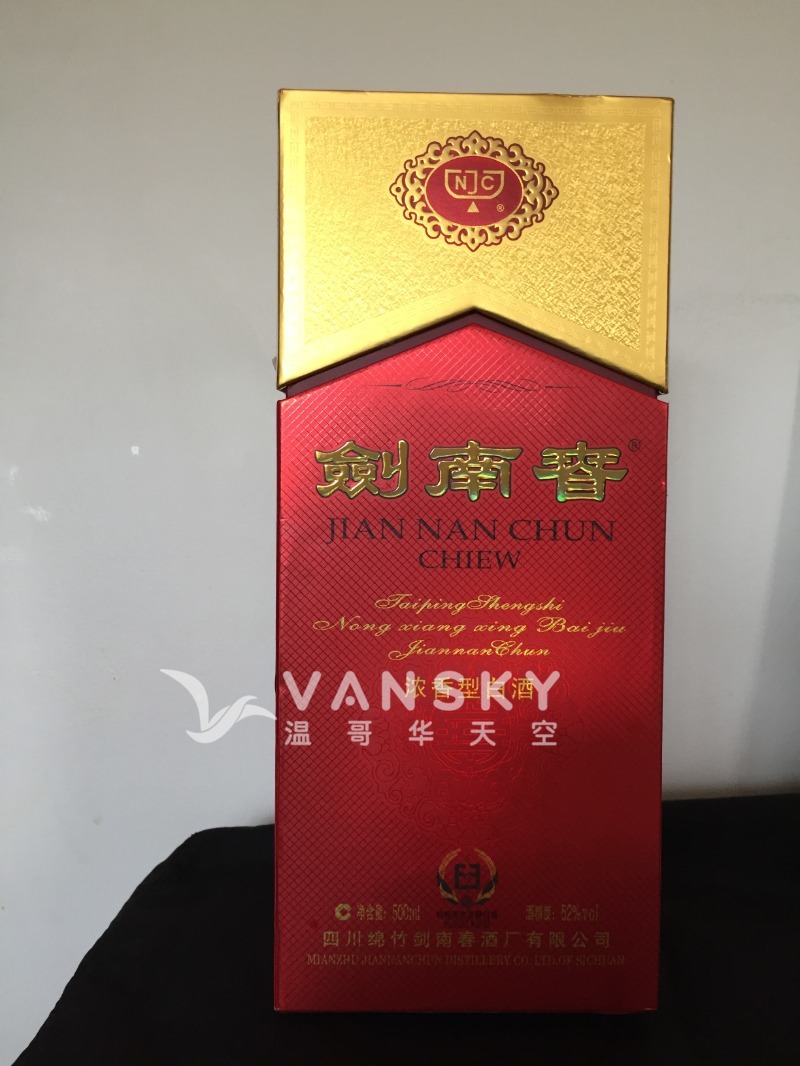 NJC
®
劍南春®
JIAN NAN CHUN
CHIEW
TaipingShengshi
Nong xiang xing Bai jiu
JiannanChun
浓香型白酒
VANSKY
温哥华天空
净含量: 500ml 酒精度: 52%vol
四川绵竹剑南春酒厂有限公司
MIANZHU JIANNANCHUN DISTILLERY CO. LTD. OF SICHUAN